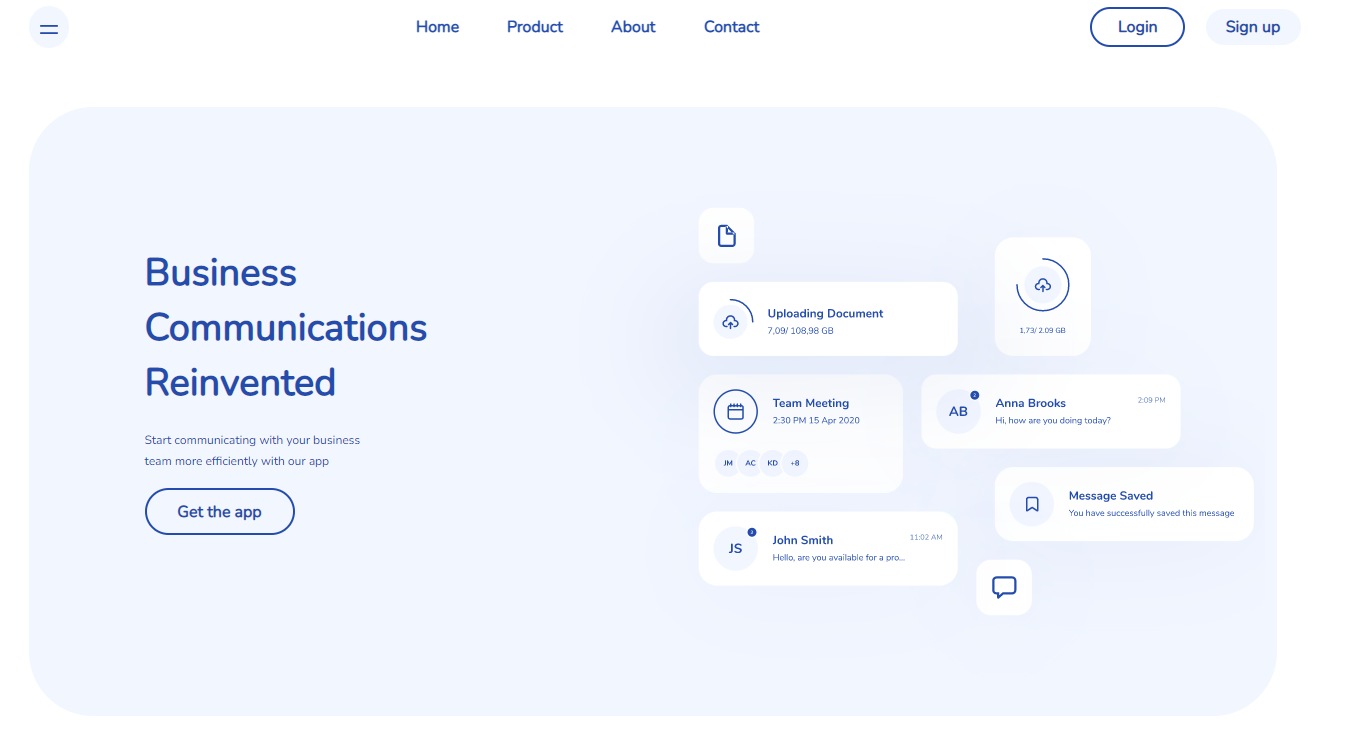 Home Product About Contact Login Sign up
Business
Communications
Reinvented
Start communicating with your business
team more efficiently with our app
Get the app
Uploading Document
7,09/ 108,98 GB
1,73/ 2.09 GB
Team Meeting
2:30 PM 15 Apr 2020
JM AC KD +8
AB
Anna Brooks 2:09 PM
Hi, how are you doing today?
Message Saved
You have successfully saved this message
JS
John Smith 11:02 AM
Hello, are you available for a pro...